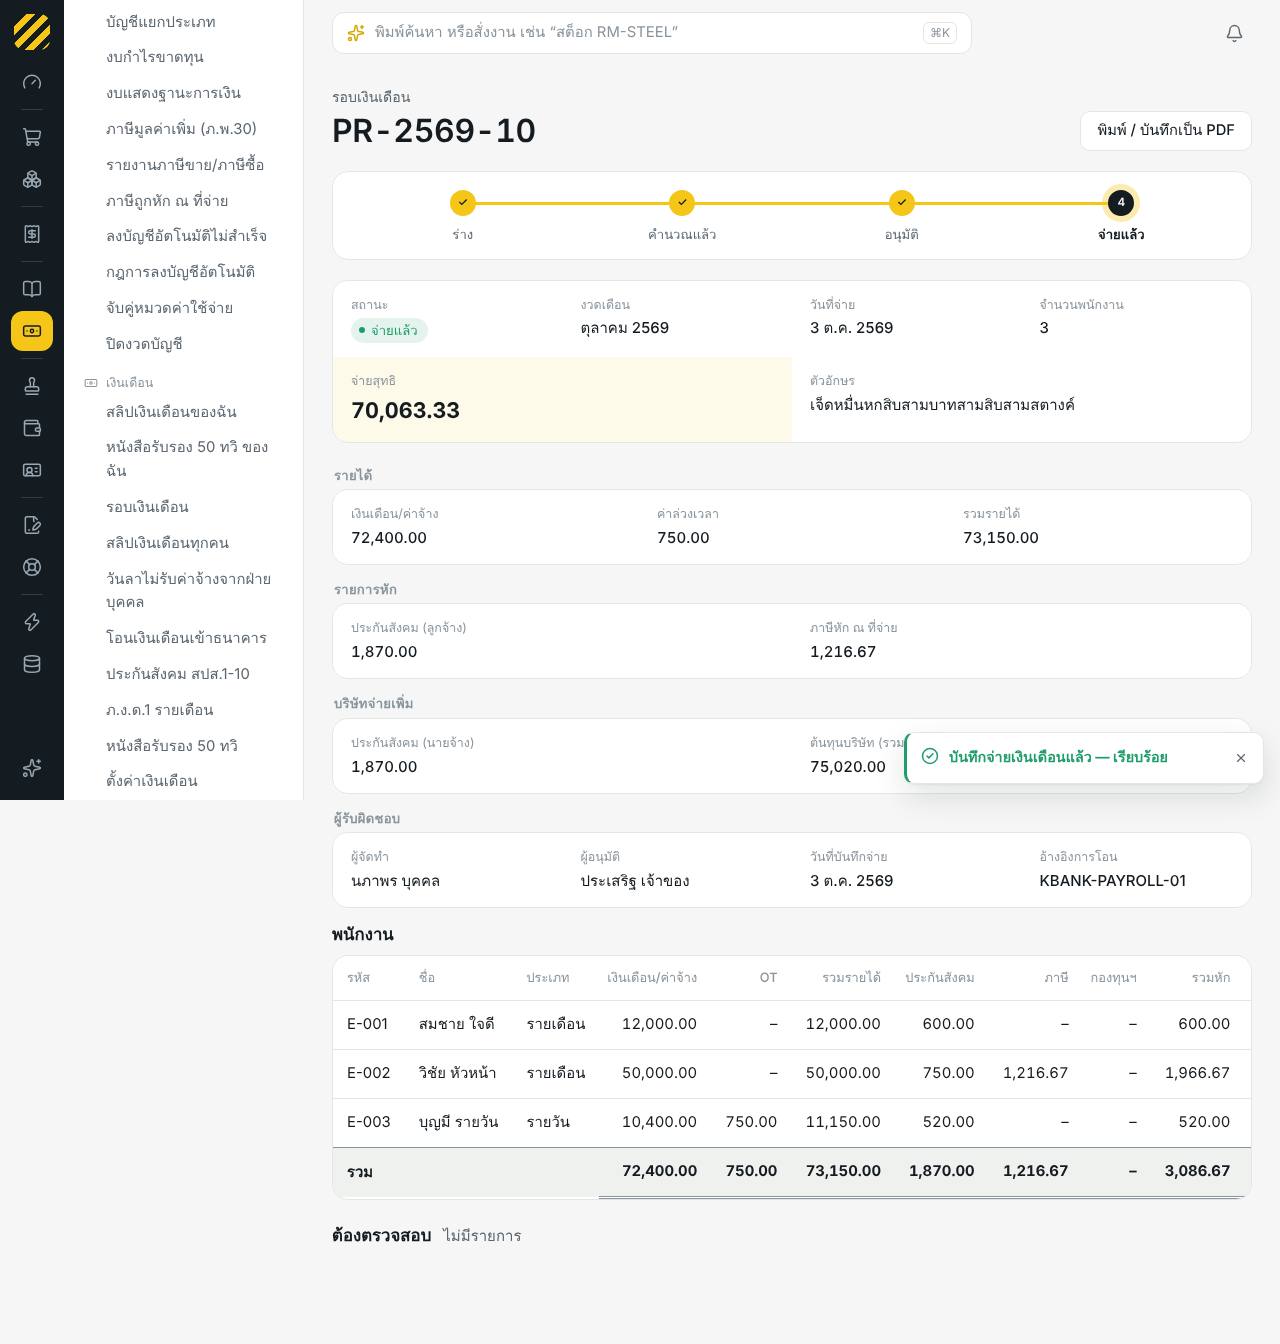 พิมพ์ค้นหา หรือสั่งงาน เช่น “สต็อก RM-STEEL”
⌘K
บัญชีแยกประเภท
งบกำไรขาดทุน
งบแสดงฐานะการเงิน
ภาษีมูลค่าเพิ่ม (ภ.พ.30)
รายงานภาษีขาย/ภาษีซื้อ
ภาษีถูกหัก ณ ที่จ่าย
ลงบัญชีอัตโนมัติไม่สำเร็จ
กฎการลงบัญชีอัตโนมัติ
จับคู่หมวดค่าใช้จ่าย
ปิดงวดบัญชี
เงินเดือน
สลิปเงินเดือนของฉัน
หนังสือรับรอง 50 ทวิ ของ
ฉัน
รอบเงินเดือน
สลิปเงินเดือนทุกคน
วันลาไม่รับค่าจ้างจากฝ่าย
บุคคล
โอนเงินเดือนเข้าธนาคาร
ประกันสังคม สปส.1-10
ภ.ง.ด.1 รายเดือน
หนังสือรับรอง 50 ทวิ
ตั้งค่าเงินเดือน
รอบเงินเดือน
PR-2569-10
พิมพ์ / บันทึกเป็น PDF
4
ร่าง คำนวณแล้ว อนุมัติ จ่ายแล้ว
สถานะ งวดเดือน วันที่จ่าย จำนวนพนักงาน
จ่ายแล้ว ตุลาคม 2569 3 ต.ค. 2569 3
จ่ายสุทธิ ตัวอักษร
70,063.33 เจ็ดหมื่นหกสิบสามบาทสามสิบสามสตางค์
รายได้
เงินเดือน/ค่าจ้าง ค่าล่วงเวลา รวมรายได้
72,400.00 750.00 73,150.00
รายการหัก
ประกันสังคม (ลูกจ้าง) ภาษีหัก ณ ที่จ่าย
1,870.00 1,216.67
บริษัทจ่ายเพิ่ม
ประกันสังคม (นายจ้าง) ต้นทุนบริษัท (รวม
1,870.00 75,020.00
บันทึกจ่ายเงินเดือนแล้ว — เรียบร้อย
ผู้รับผิดชอบ
ผู้จัดทำ ผู้อนุมัติ วันที่บันทึกจ่าย อ้างอิงการโอน
นภาพร บุคคล ประเสริฐ เจ้าของ 3 ต.ค. 2569 KBANK-PAYROLL-01
พนักงาน
รหัส ชื่อ ประเภท เงินเดือน/ค่าจ้าง OT รวมรายได้ ประกันสังคม ภาษี กองทุนฯ รวมหัก
E-001 สมชาย ใจดี รายเดือน 12,000.00 – 12,000.00 600.00 – – 600.00
E-002 วิชัย หัวหน้า รายเดือน 50,000.00 – 50,000.00 750.00 1,216.67 – 1,966.67
E-003 บุญมี รายวัน รายวัน 10,400.00 750.00 11,150.00 520.00 – – 520.00
รวม 72,400.00 750.00 73,150.00 1,870.00 1,216.67 – 3,086.67
ต้องตรวจสอบ ไม่มีรายการ